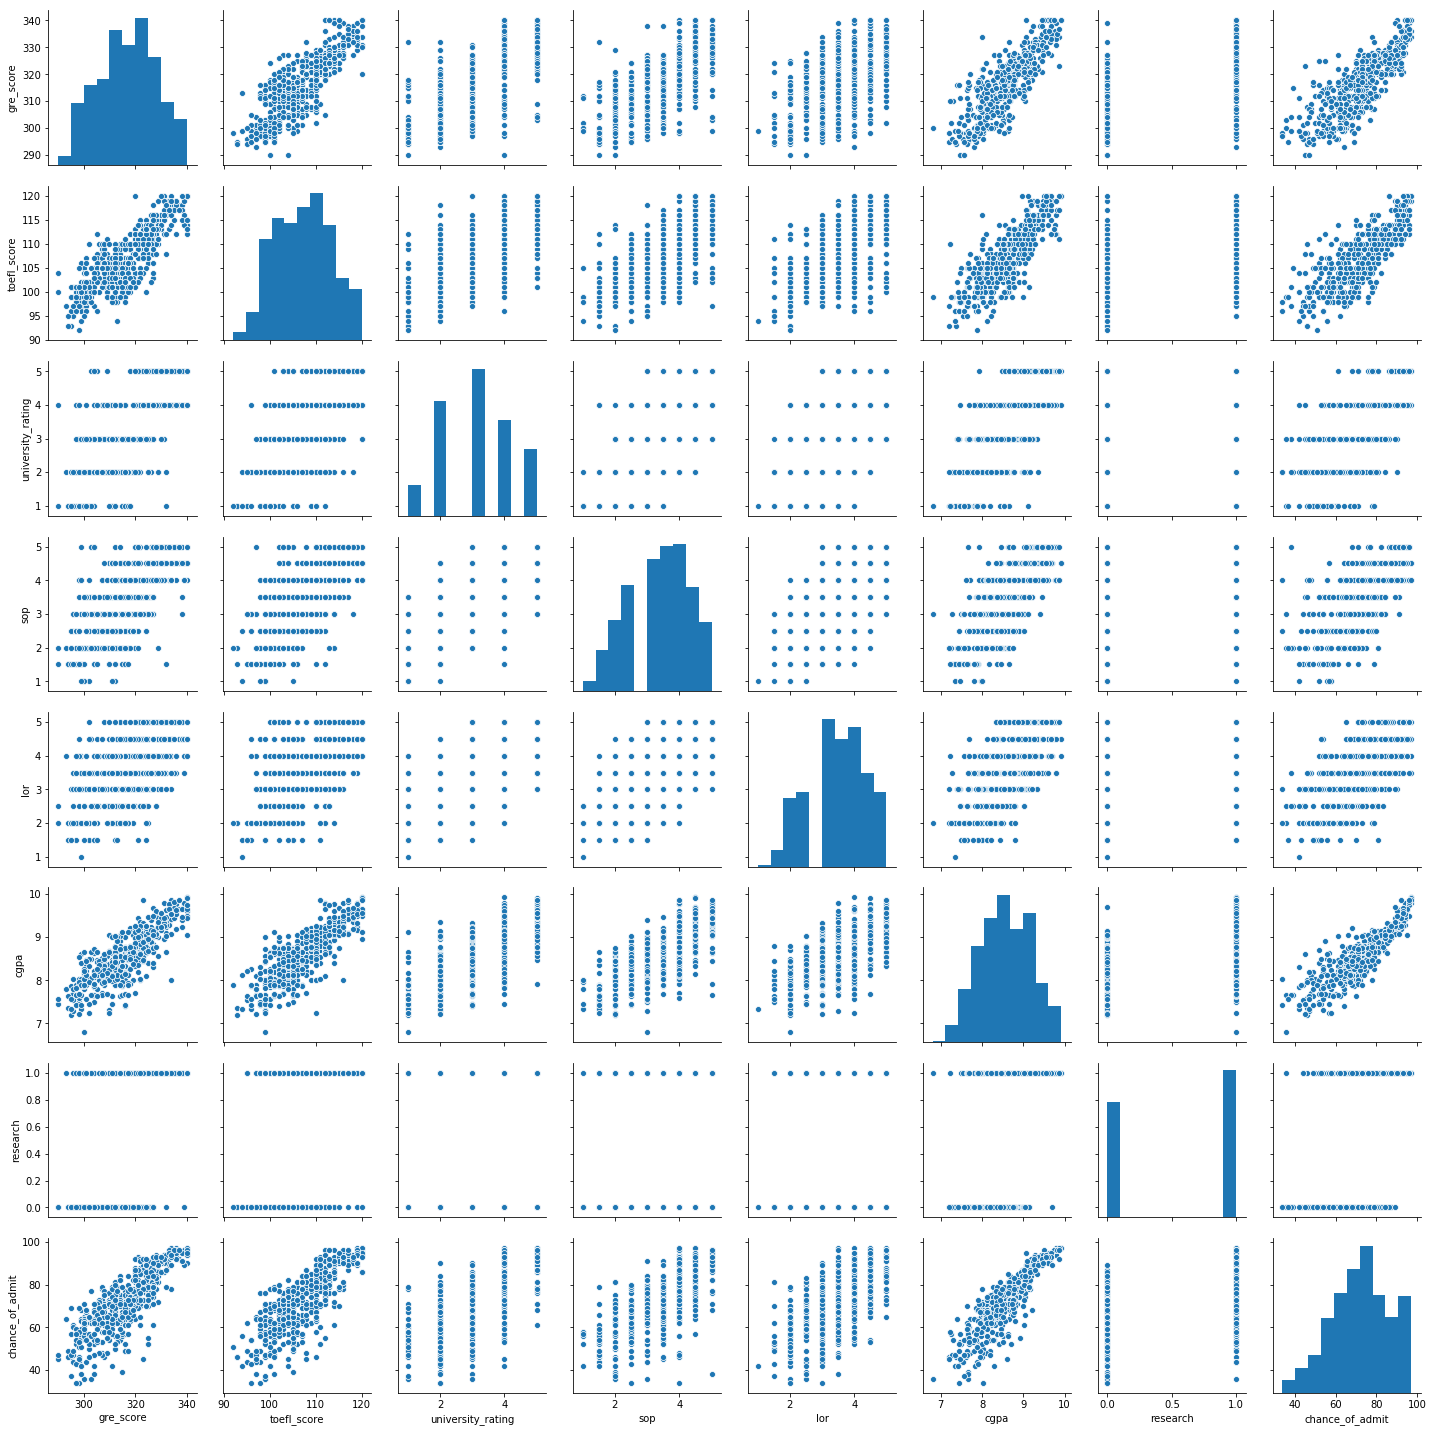 340
330
320
310
300
290
gre_score
120
115
110
105
100
95
90
toefl_score
5
4
3
2
1
university_rating
5
4
3
2
1
sop
5
4
3
2
1
lor
10
9
8
7
cgpa
1.0
0.8
0.6
0.4
0.2
0.0
research
100
80
60
40
chance_of_admit
300 320 340
gre_score
90 100 110 120
toefl_score
2 4
university_rating
2 4
sop
2 4
lor
7 8 9 10
cgpa
0.0 0.5 1.0
research
40 60 80 100
chance_of_admit